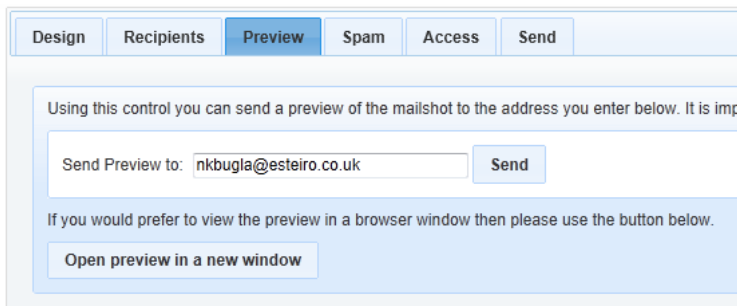 Design Recipients Preview Spam Access Send
Using this control you can send a preview of the mailshot to the address you enter below. It is imp
Send Preview to: nkbugla@esteiro.co.uk Send
If you would prefer to view the preview in a browser window then please use the button below.
Open preview in a new window